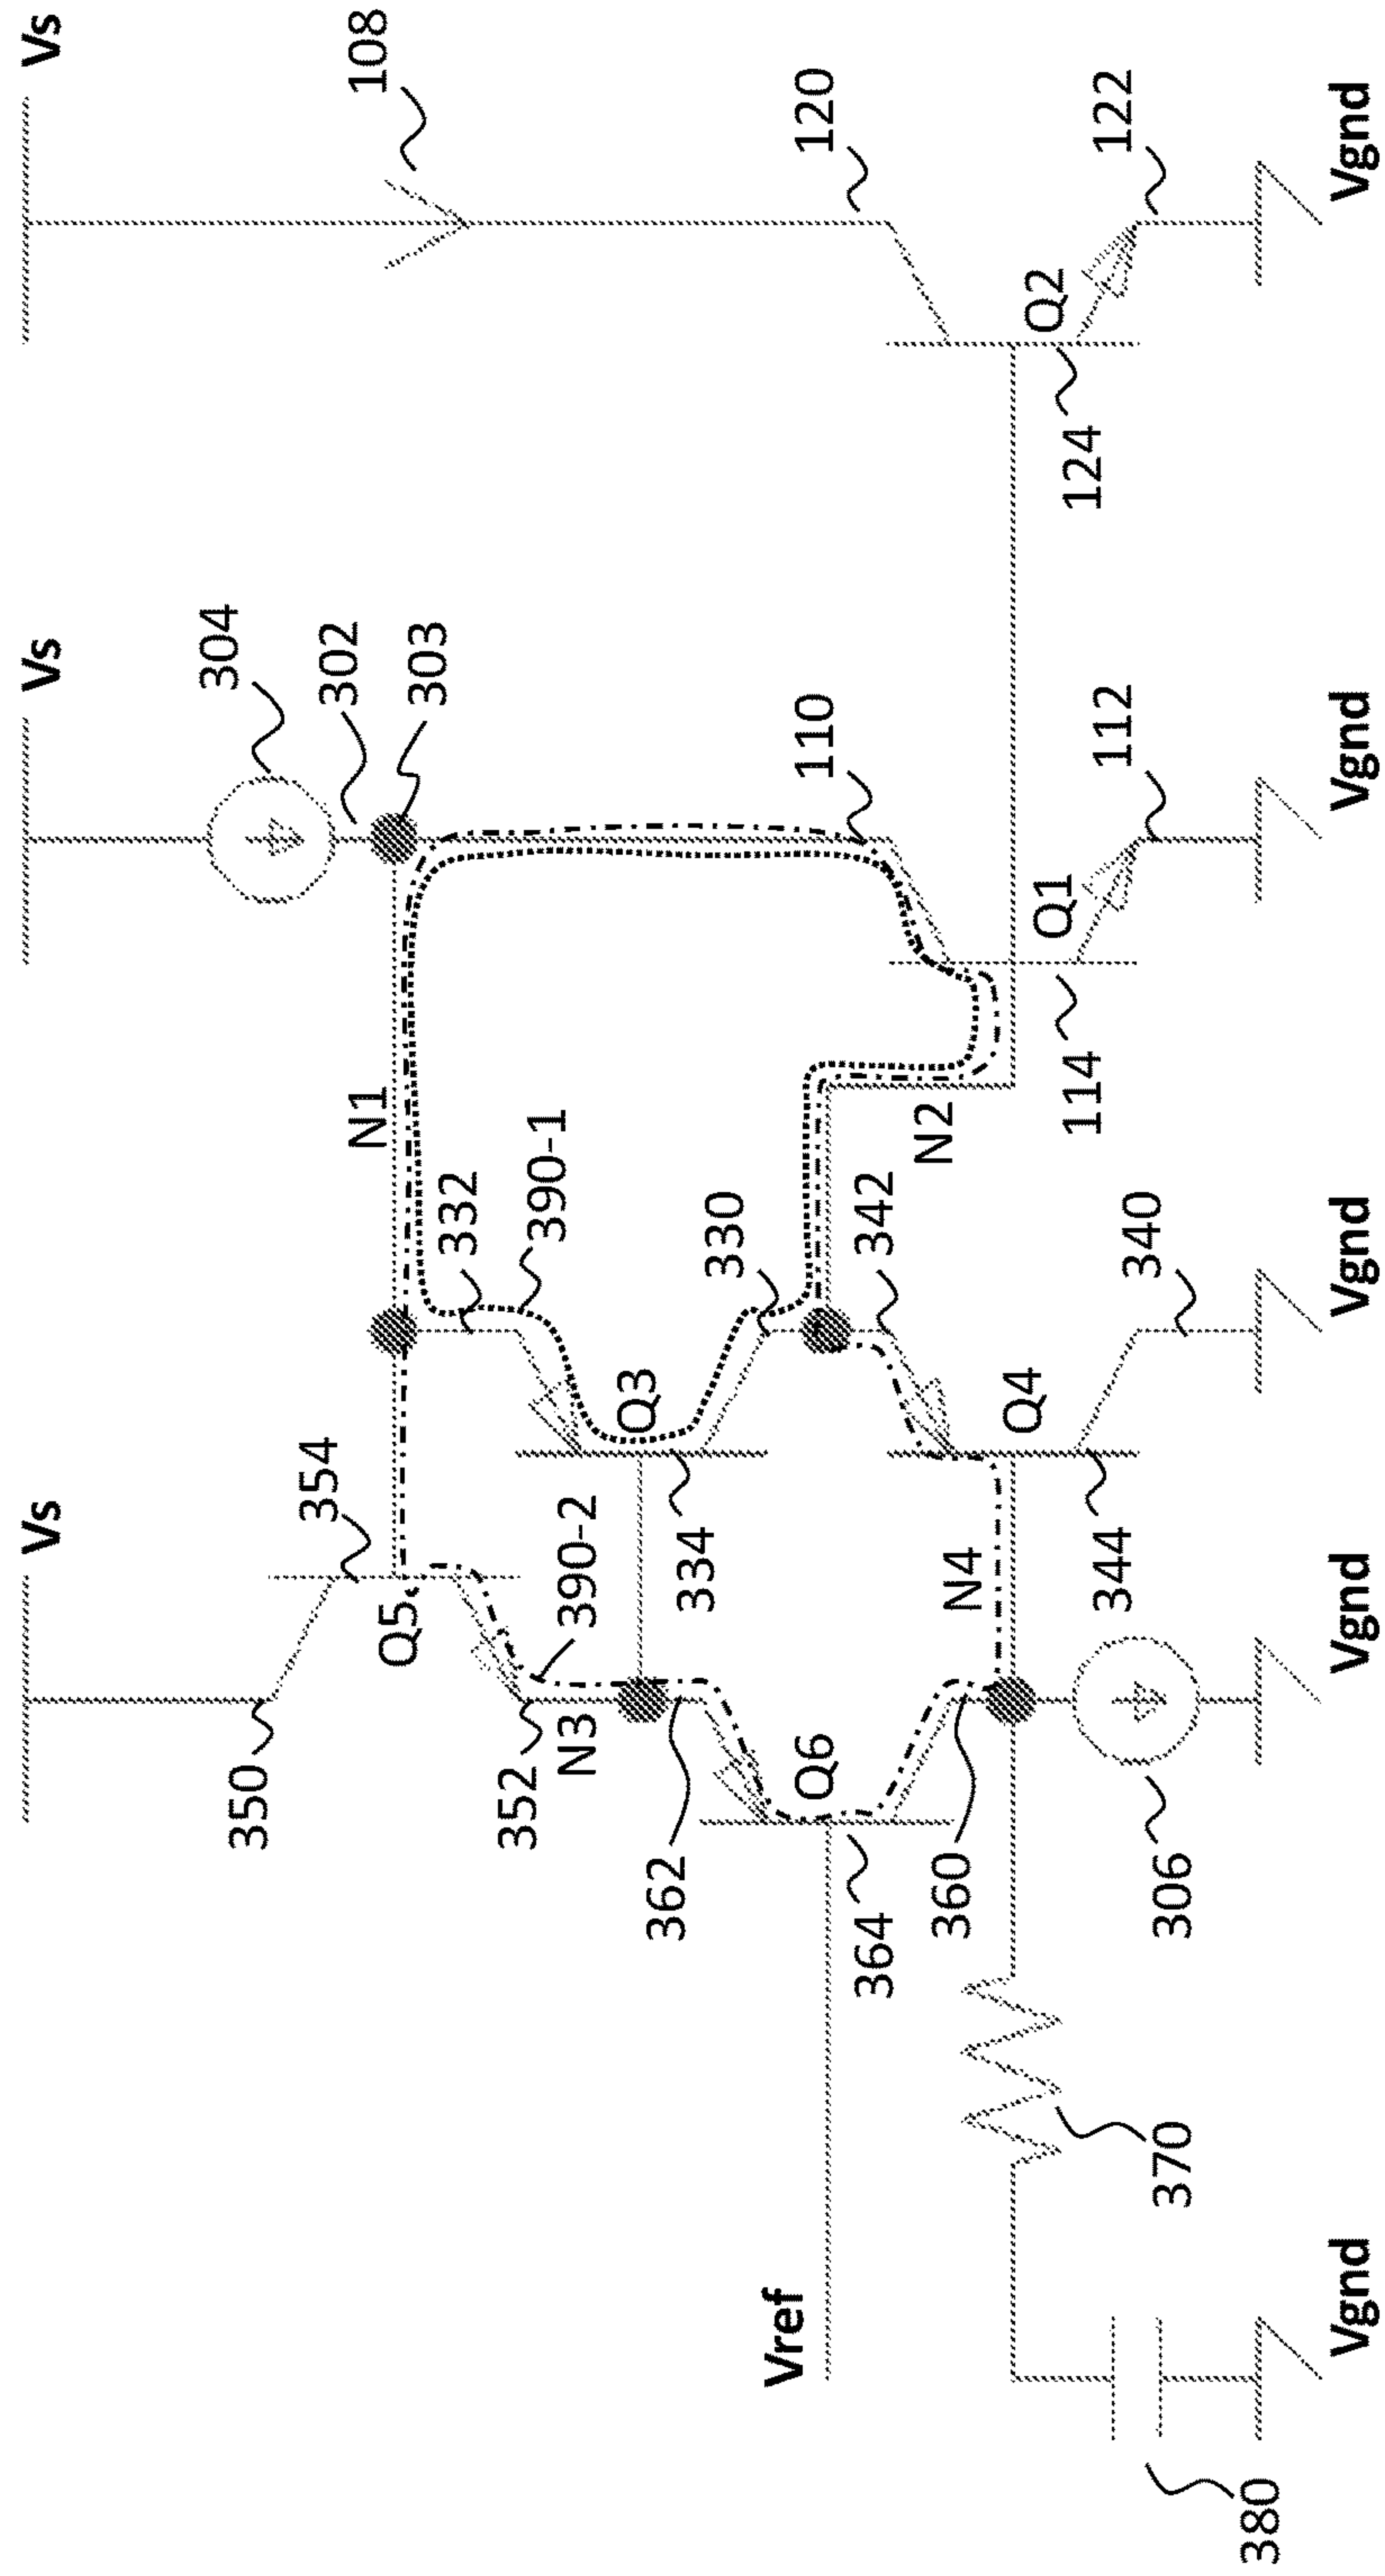 Vs Vs Vs
304
350
354 302
N1 108
Q5 303
332
352
390-1
N3 390-2
Q3
362
334 330
Vref
Q6 110 120
364 342
N2
360 N4
Q4 Q1 Q2
114 124
344 112 122
340
370 306
380
Vgnd Vgnd Vgnd Vgnd Vgnd